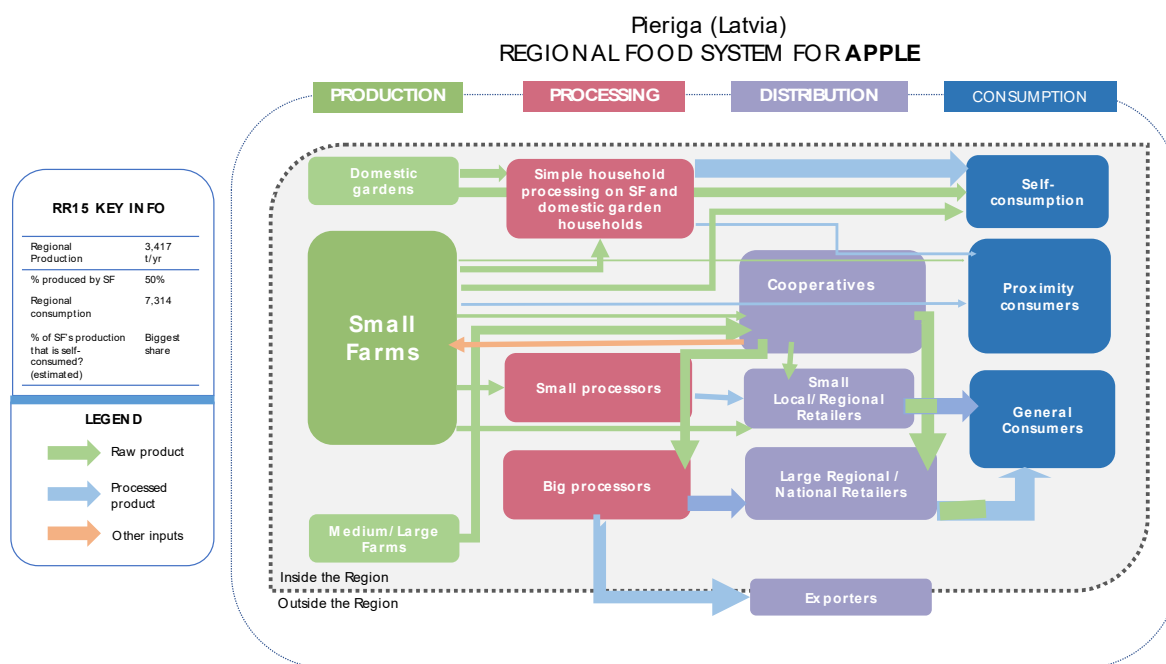 Pieriga (Latvia)
REGIONAL FOOD SYSTEM FOR APPLE
PRODUCTION
PROCESSING
DISTRIBUTION
CONSUMPTION
RR15 KEY INFO
Regional
Production
3,417
t/yr
% produced by SF
50%
Regional
consumption
7,314
% of SF's production
that is self-
consumed?
(estimated)
Biggest
share
LEGEND
Raw product
Processed
product
Other inputs
Domestic
gardens
Simple household
processing on SF and
domestic garden
households
Self-
consumption
Small
Farms
Cooperatives
Proximity
consumers
Small processors
Small
Local/ Regional
Retailers
General
Consumers
Big processors
Large Regional /
National Retailers
Medium/ Large
Farms
Inside the Region
Outside the Region
Exporters